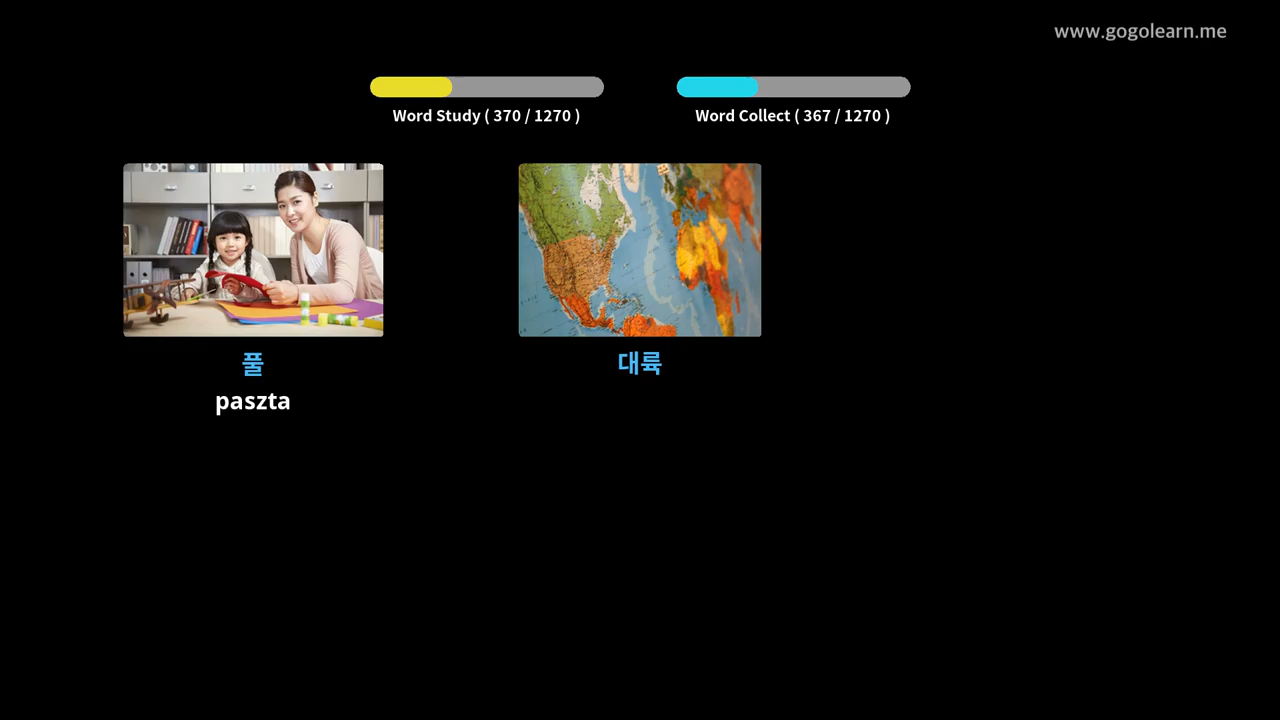 www.gogolearn.me
Word Study ( 370 / 1270 )
Word Collect ( 367 / 1270 )
풀
대륙
paszta